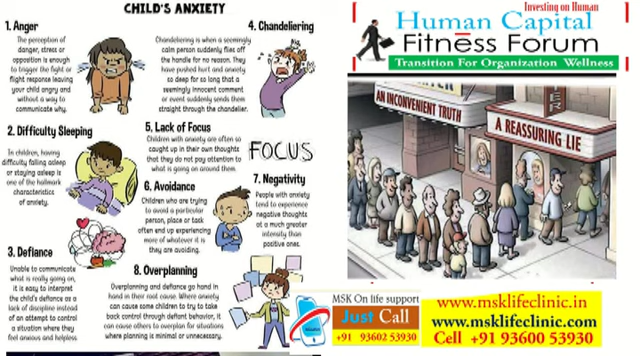 CHILD'S ANXIETY
1. Anger
The perception of
danger, stress or
opposition is enough
to trigger the fight or
flight response leaving
your child angry and
without a way to
communicate why.
2. Difficulty Sleeping
In children, having
difficulty falling asleep
or staying asleep is
one of the hallmark
characteristics
of anxiety.
3. Defiance
Unable to communicate
what is really going on,
it is easy to interpret
the child's defiance as a
lack of discipline instead
of an attempt to control
a situation where they
feel anxious and helpless
4. Chandeliering
Chandeliering is when a seemingly
calm person suddenly flies off
the handle for no reason. They
have pushed hurt and anxiety
so deep for so long that a
seemingly innocent comment
or event suddenly sends them
straight through the chandelier.
5. Lack of Focus
Children with anxiety are often so
caught up in their own thoughts
that they do not pay attention to
what is going on around them.
FOCUS
6. Avoidance
Children who are trying
to avoid a particular
person, place or task
often end up experiencing
more of whatever it is
they are avoiding.
7. Negativity
People with anxiety
tend to experience
negative thoughts
at a much greater
intensity than
positive ones.
8. Overplanning
Overplanning and defiance go hand in
hand in their root cause. Where anxiety
can cause some children to try to take
back control through defiant behavior, it
can cause others to overplan for situations
where planning is minimal or unnecessary.
Investing on Human
Human Capital
Fitness Forum
Transition For Organization Wellness
AN INCONVENIENT TRUTH
A REASSURING LIE
MSK On life support
Just Call
+91 93602 53930
www.msklifeclinic.in
www.msklifeclinic.com
Cell +91 93600 53930